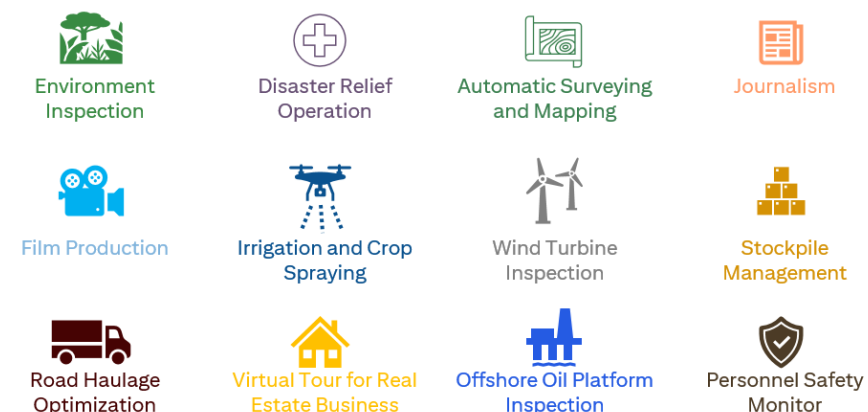 Environment
Inspection
Disaster Relief
Operation
Automatic Surveying
and Mapping
Journalism
Film Production
Irrigation and Crop
Spraying
Wind Turbine
Inspection
Stockpile
Management
Road Haulage
Optimization
Virtual Tour for Real
Estate Business
Offshore Oil Platform
Inspection
Personnel Safety
Monitor